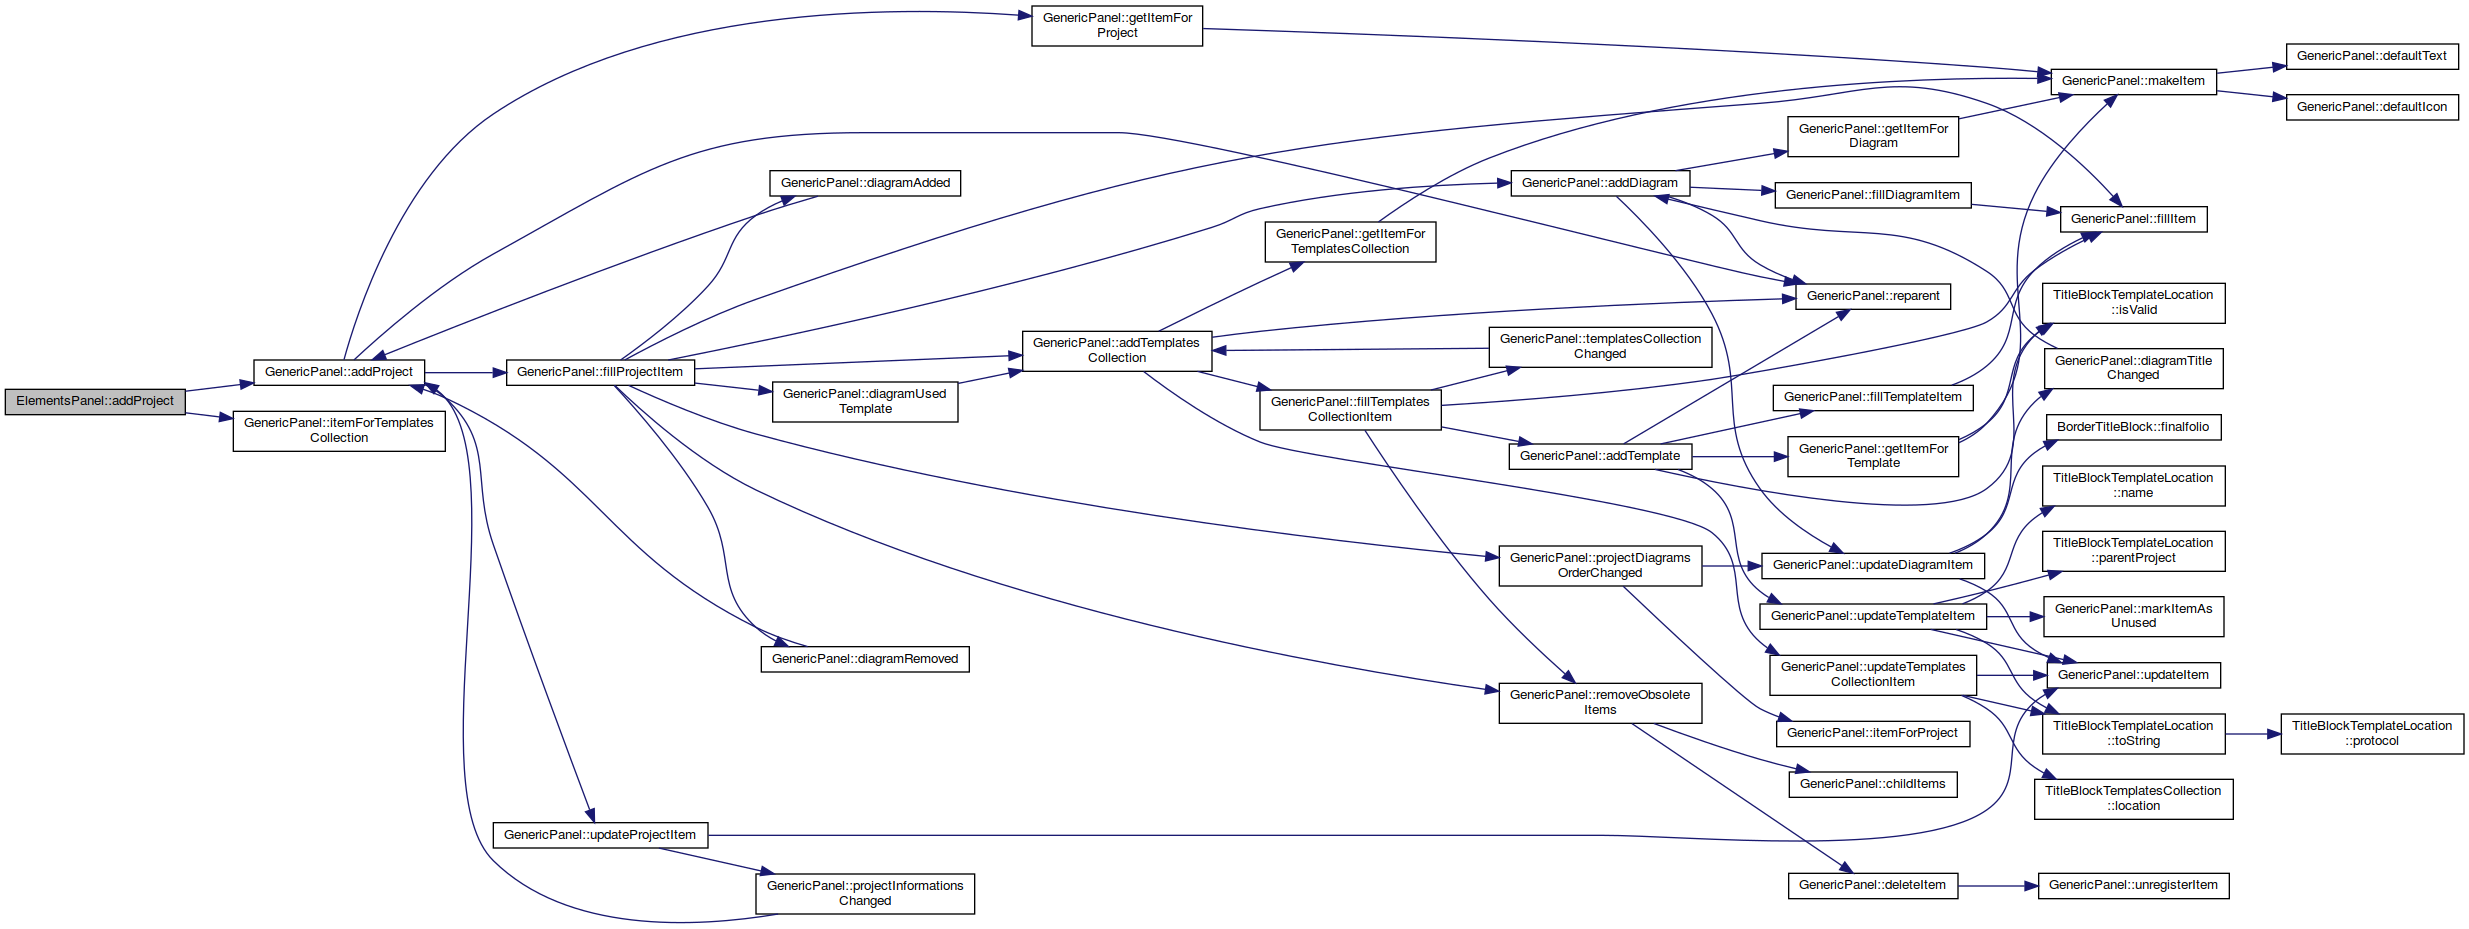 ElementsPanel::addProject
GenericPanel::addProject
GenericPanel::itemForTemplates
Collection
GenericPanel::fillProjectItem
GenericPanel::updateProjectItem
GenericPanel::diagramAdded
GenericPanel::diagramUsed
Template
GenericPanel::diagramRemoved
GenericPanel::projectInformations
Changed
GenericPanel::getItemFor
Project
GenericPanel::addTemplates
Collection
GenericPanel::getItemFor
TemplatesCollection
GenericPanel::fillTemplates
CollectionItem
GenericPanel::addDiagram
GenericPanel::templatesCollection
Changed
GenericPanel::addTemplate
GenericPanel::projectDiagrams
OrderChanged
GenericPanel::removeObsolete
Items
GenericPanel::getItemFor
Diagram
GenericPanel::fillDiagramItem
GenericPanel::reparent
GenericPanel::fillTemplateItem
GenericPanel::getItemFor
Template
GenericPanel::updateDiagramItem
GenericPanel::updateTemplateItem
GenericPanel::updateTemplates
CollectionItem
GenericPanel::itemForProject
GenericPanel::childItems
GenericPanel::deleteItem
GenericPanel::makeItem
GenericPanel::fillItem
TitleBlockTemplateLocation
::isValid
GenericPanel::diagramTitle
Changed
BorderTitleBlock::finalfolio
TitleBlockTemplateLocation
::name
TitleBlockTemplateLocation
::parentProject
GenericPanel::markItemAs
Unused
GenericPanel::updateItem
TitleBlockTemplateLocation
::toString
TitleBlockTemplatesCollection
::location
GenericPanel::unregisterItem
GenericPanel::defaultText
GenericPanel::defaultIcon
TitleBlockTemplateLocation
::protocol